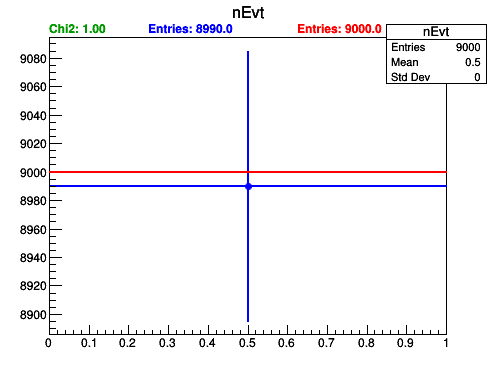 nEvt
Chi2: 1.00 Entries: 8990.0 Entries: 9000.0
nEvt
Entries 9000
Mean 0.5
Std Dev 0
9080
9060
9040
9020
9000
8980
8960
8940
8920
8900
0 0.1 0.2 0.3 0.4 0.5 0.6 0.7 0.8 0.9 1